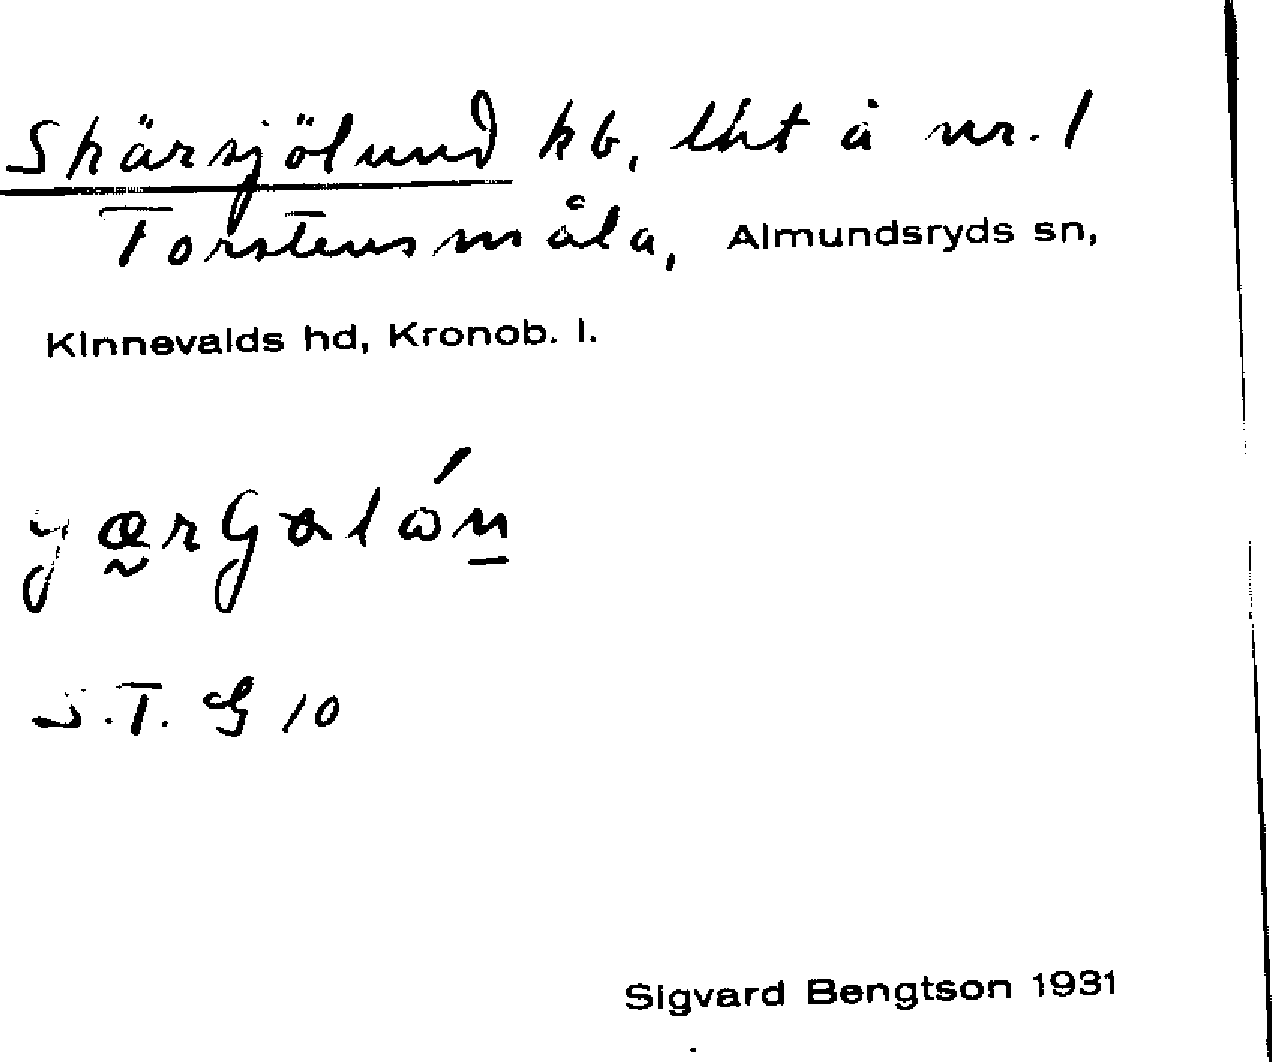 Skärsjölund kb, lht å nr. 1
Torstensmåla, Almundsryds sn,
Kinnevalds hd, Kronob. l.
S.T. G 10
Sigvard Bengtson 1931